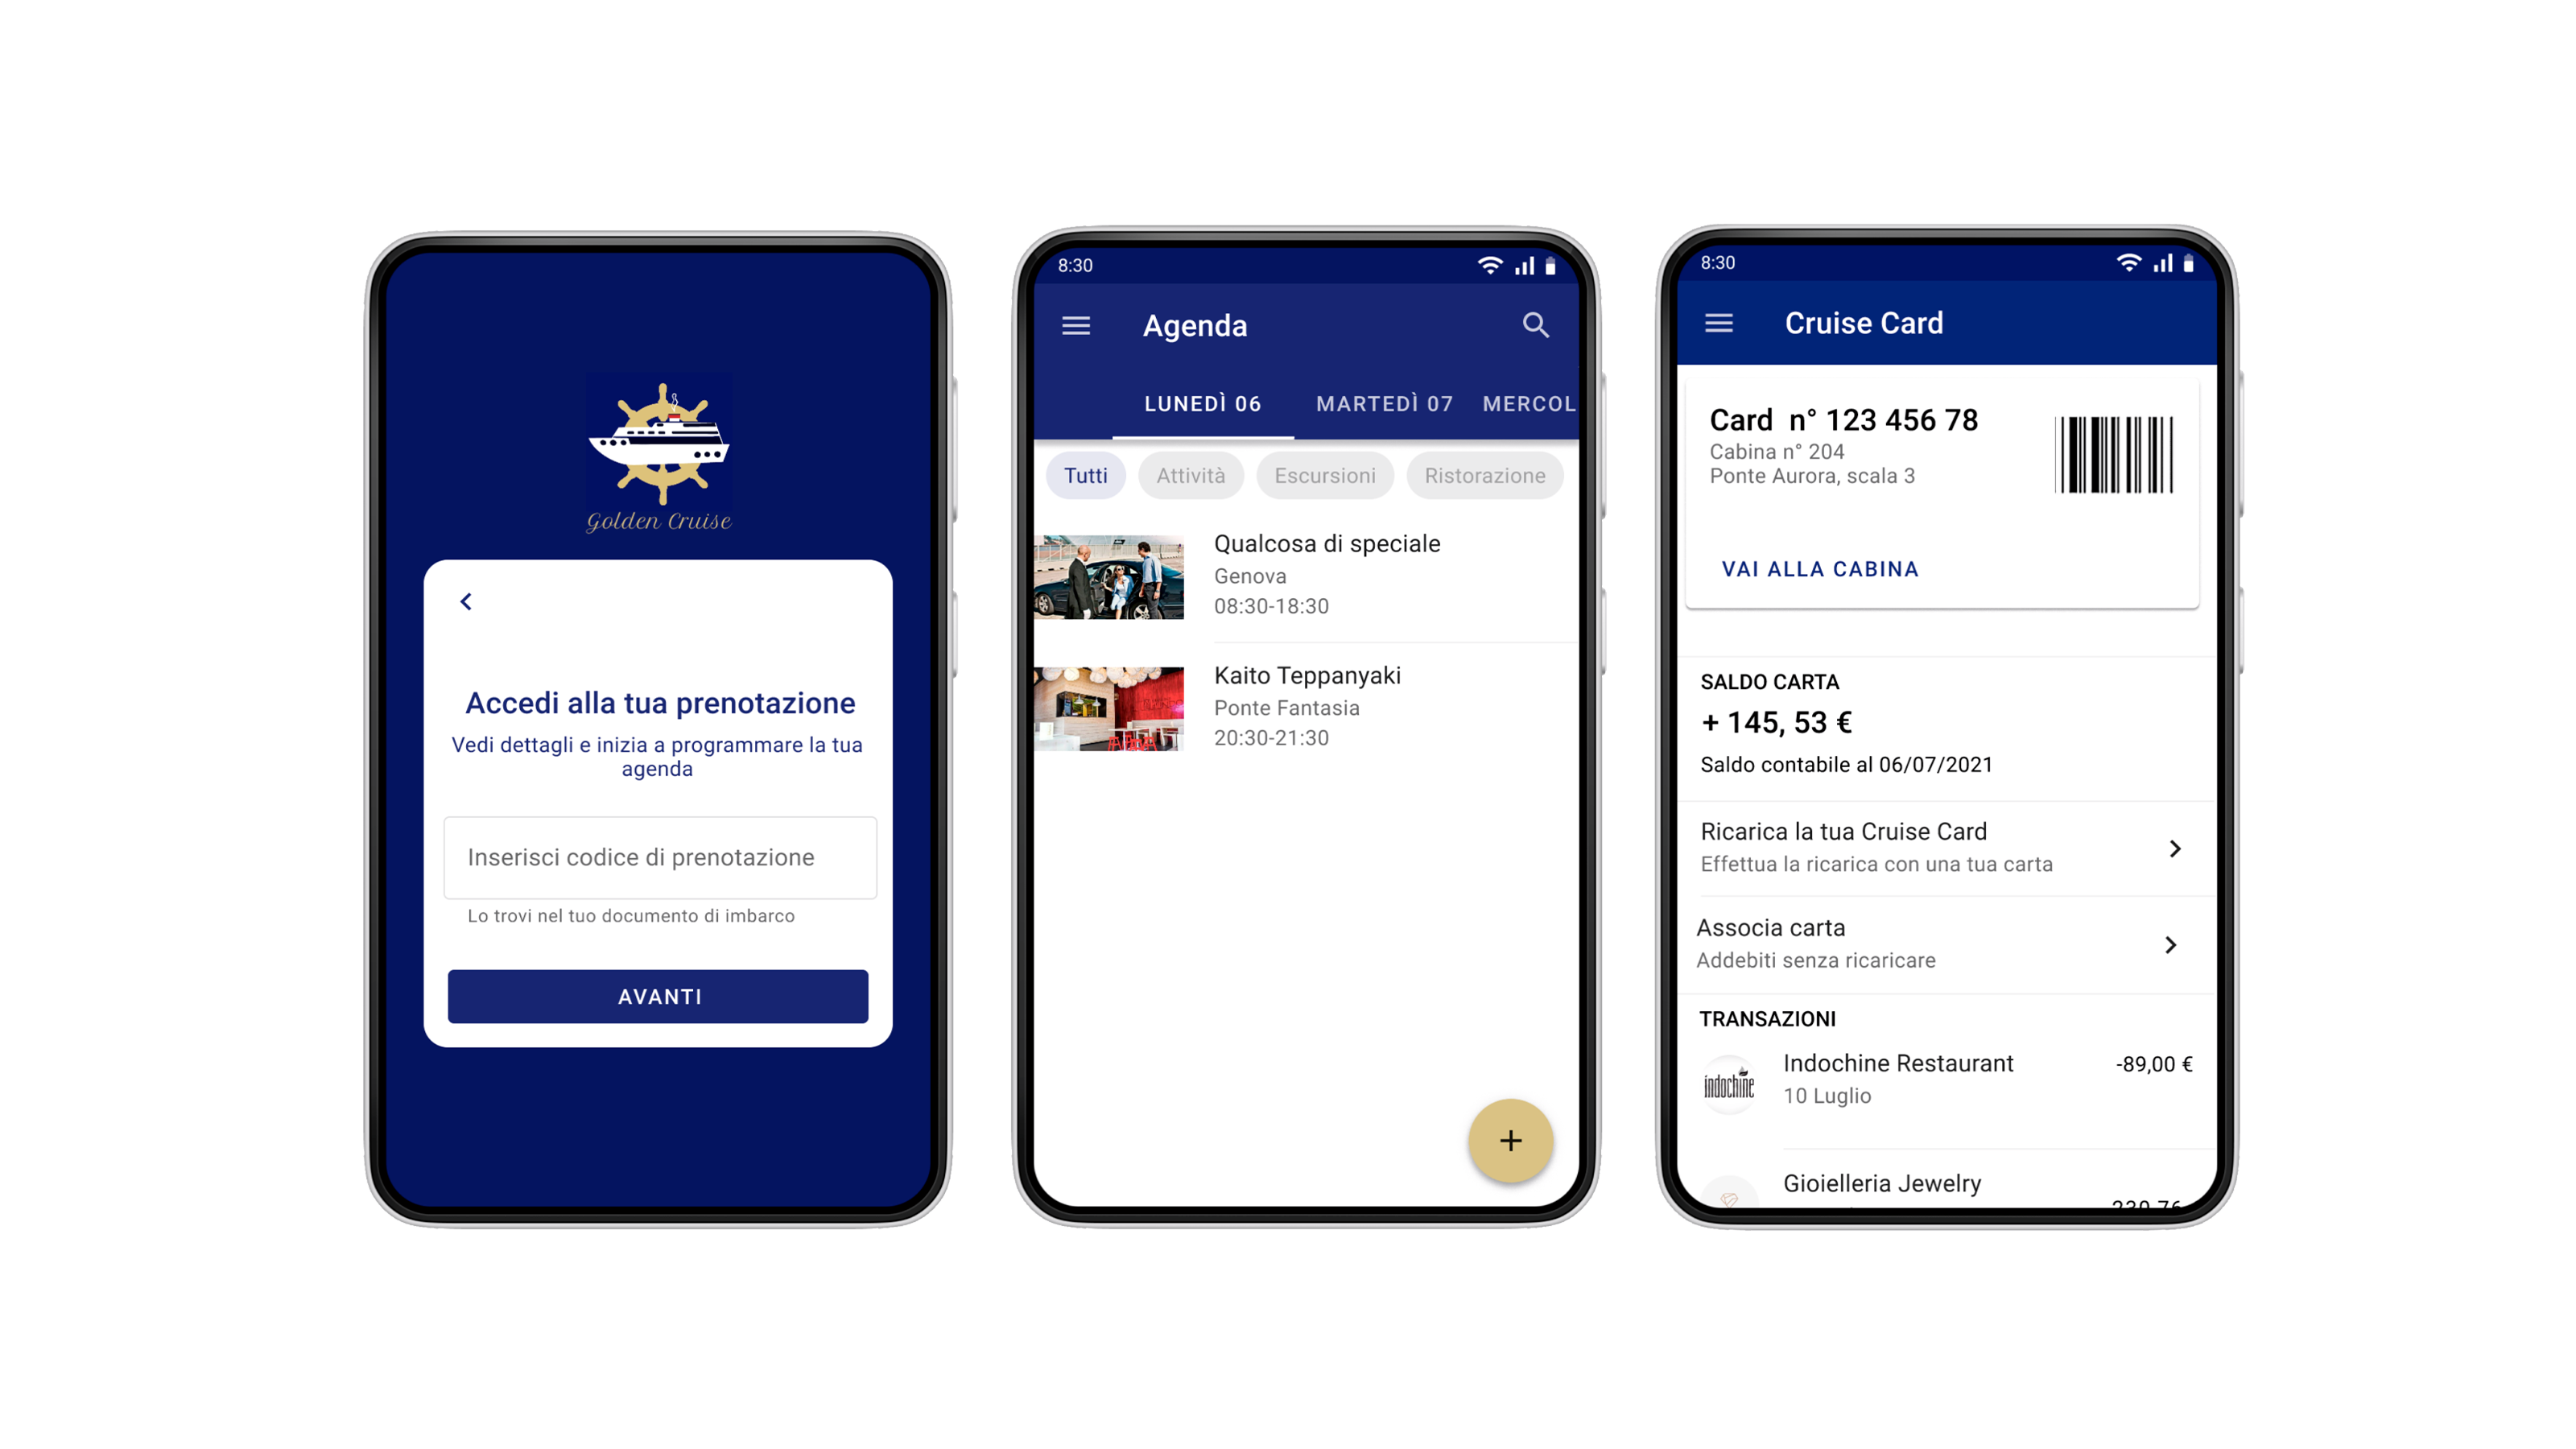 Golden Cruise
Accedi alla tua prenotazione
Vedi dettagli e inizia a programmare la tua
agenda
Inserisci codice di prenotazione
Lo trovi nel tuo documento di imbarco
AVANTI
8:30
Agenda
LUNEDÌ 06
MARTEDÌ 07
MERCOL
Tutti
Attività
Escursioni
Ristorazione
Qualcosa di speciale
Genova
08:30-18:30
Kaito Teppanyaki
Ponte Fantasia
20:30-21:30
+
8:30
Cruise Card
Card n° 123 456 78
Cabina n° 204
Ponte Aurora, scala 3
VAI ALLA CABINA
SALDO CARTA
+ 145, 53 €
Saldo contabile al 06/07/2021
Ricarica la tua Cruise Card
Effettua la ricarica con una tua carta
Associa carta
Addebiti senza ricaricare
TRANSAZIONI
indochine
Indochine Restaurant
-89,00 €
10 Luglio
Gioielleria Jewelry